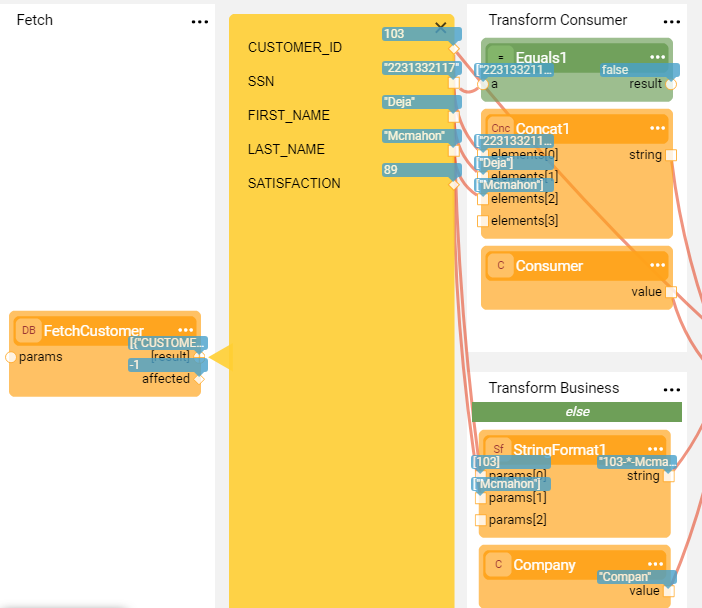 Fetch
...
DB FetchCustomer ...
[{"CUSTOME...
params [result]
-1
affected
103
CUSTOMER_ID
"2231332117"
SSN
"Deja"
FIRST_NAME
"Mcmahon"
LAST_NAME
89
SATISFACTION
Transform Consumer ...
= Equals1 ...
["223133211... false
a result
Cnc Concat1 ...
["223133211...
elements[0] string
["Deja"]
elements[1]
["Mcmahon"]
elements[2]
elements[3]
C Consumer ...
value
Transform Business ...
else
Sf StringFormat1 ...
[103] "103-*-Mcma...
params[0] string
["Mcmahon"]
params[1]
params[2]
C Company ...
"Compan"
value